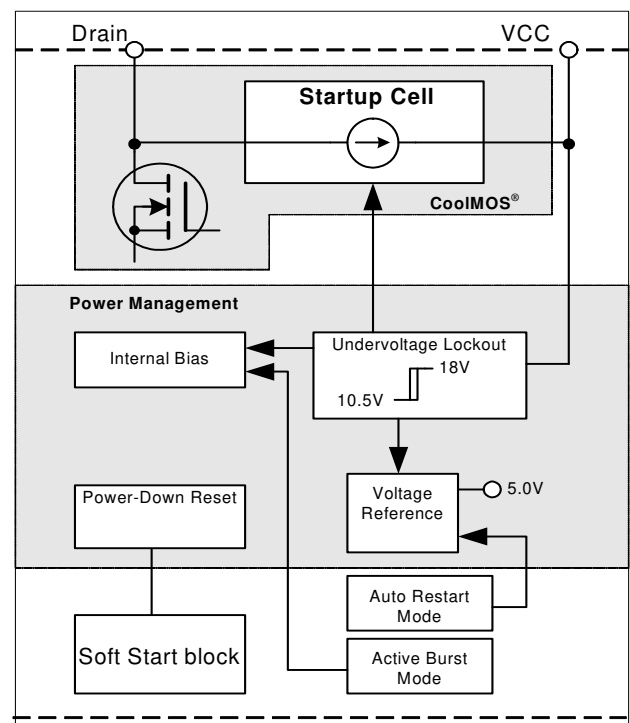 Drain
VCC
Startup Cell
CoolMOS®
Power Management
Internal Bias
Undervoltage Lockout
18V
10.5V
Power-Down Reset
Voltage
Reference
5.0V
Auto Restart
Mode
Soft Start block
Active Burst
Mode